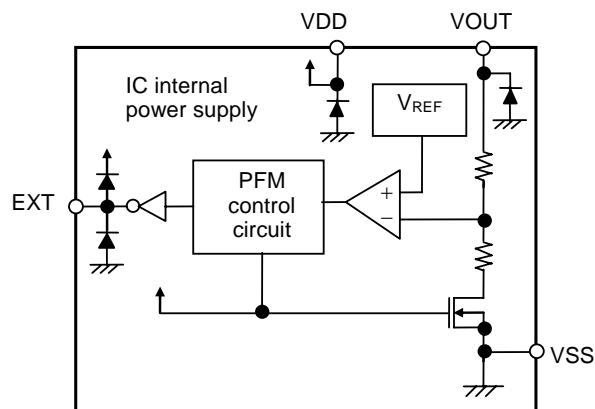 VDD
VOUT
IC internal
power supply
VREF
EXT
PFM
control
circuit
+
−
VSS